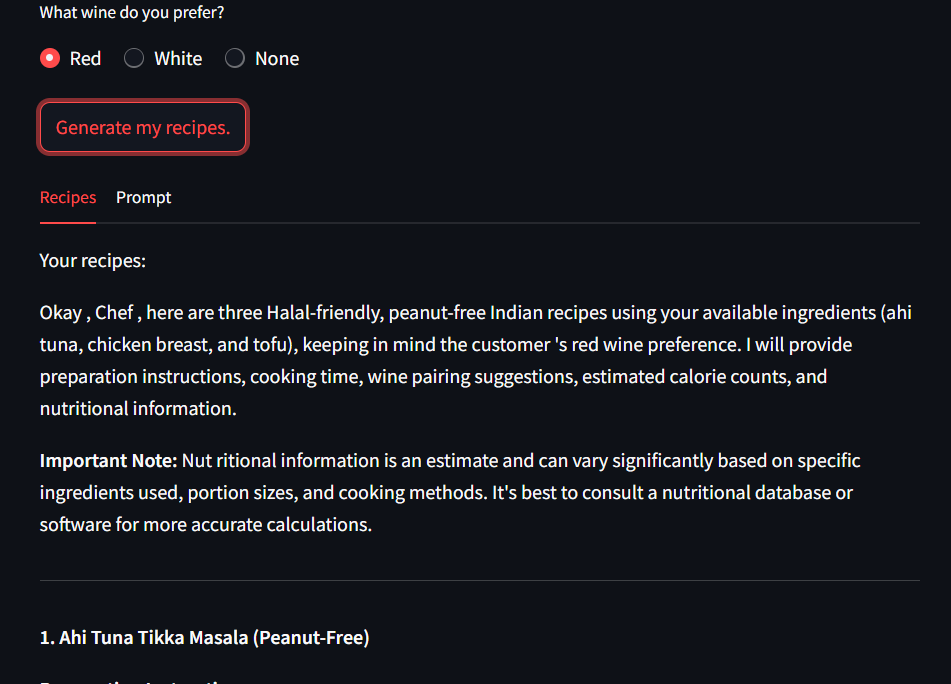 What wine do you prefer?
Red White None
Generate my recipes.
Recipes Prompt
Your recipes:
Okay , Chef , here are three Halal-friendly, peanut-free Indian recipes using your available ingredients (ahi
tuna, chicken breast, and tofu), keeping in mind the customer 's red wine preference. I will provide
preparation instructions, cooking time, wine pairing suggestions, estimated calorie counts, and
nutritional information.
Important Note: Nut ritional information is an estimate and can vary significantly based on specific
ingredients used, portion sizes, and cooking methods. It's best to consult a nutritional database or
software for more accurate calculations.
1. Ahi Tuna Tikka Masala (Peanut-Free)